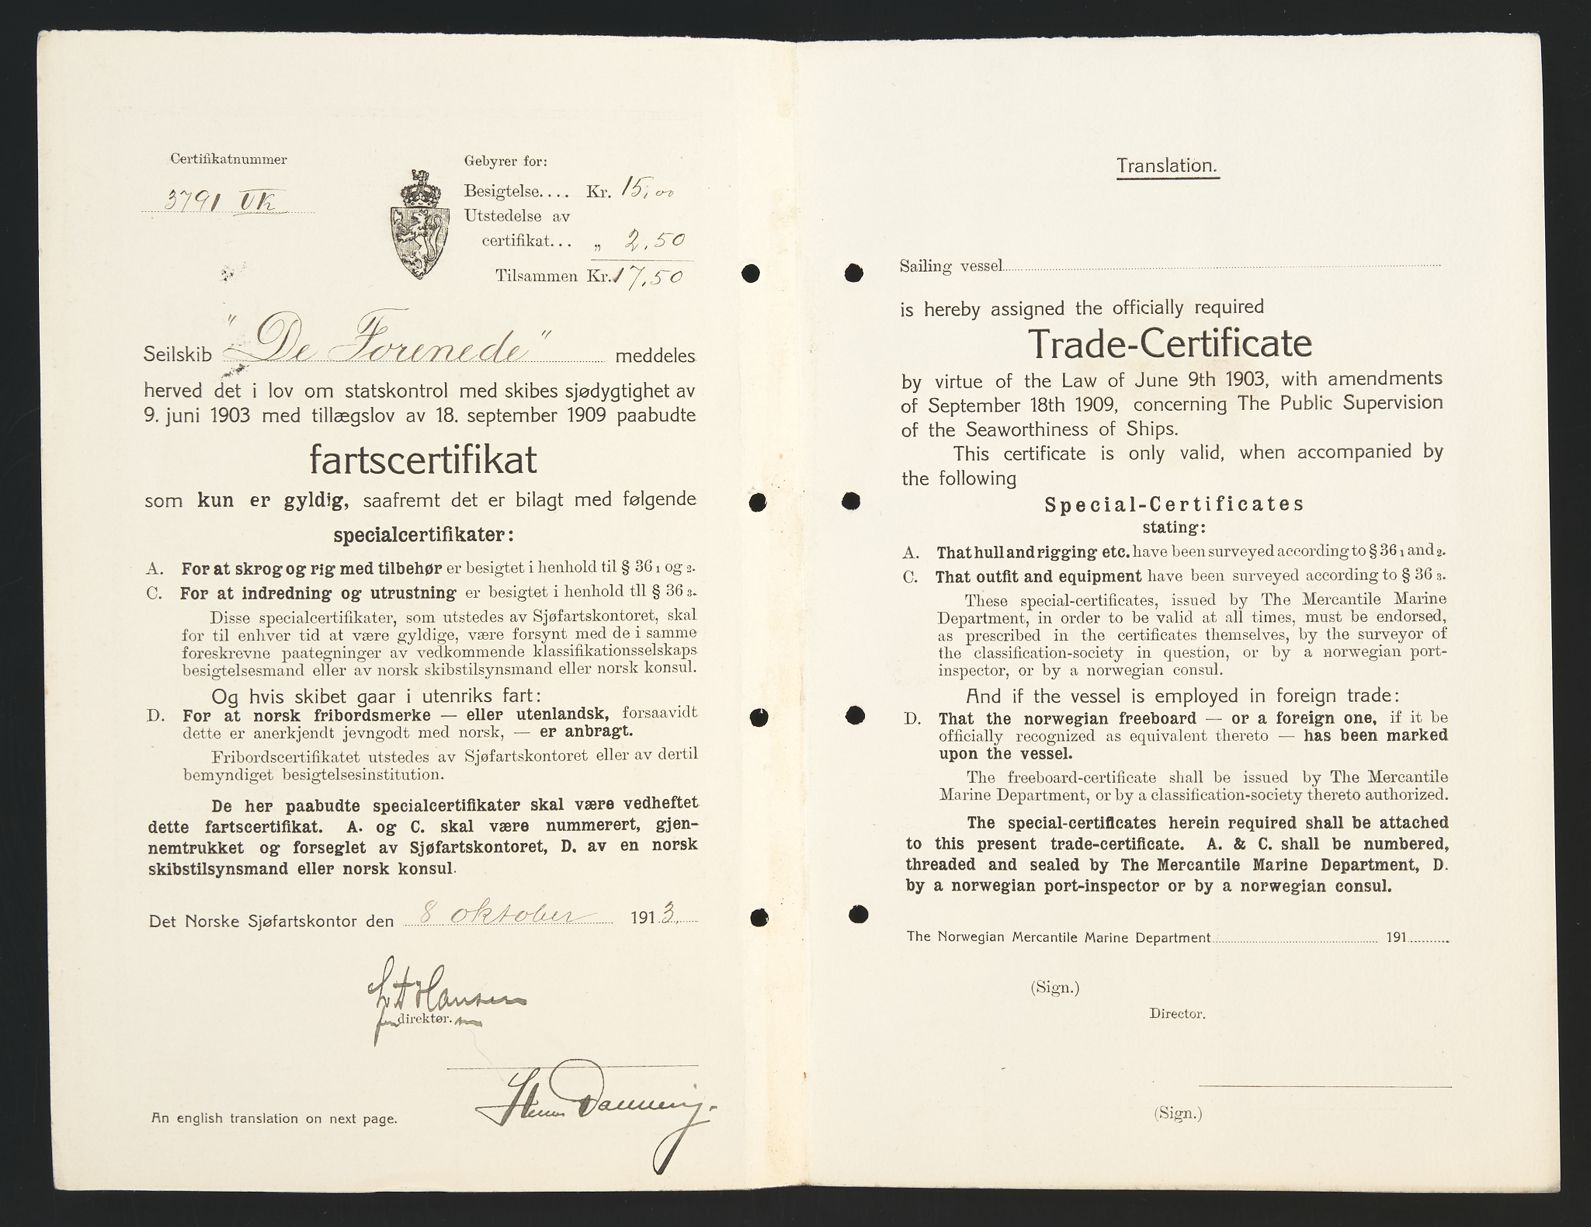 Certifikatnummer
3791 VK
Gebyrer for:
Besigtelse.... Kr. 15,00
Utstedelse av
certifikat... „ 2.50
Tilsammen Kr. 17,50
Seilskib "De Forenede" meddeles
herved det i lov om statskontrol med skibes sjødygtighet av
9. juni 1903 med tillægslov av 18. september 1909 paabudte
fartscertifikat
som kun er gyldig, saafremt det er bilagt med følgende
specialcertifikater:
A. For at skrog og rig med tilbehør er besigtet i henhold til § 36 1 og 2.
C. For at indredning og utrustning er besigtet i henhold tll § 36 3.
Disse specialcertifikater, som utstedes av Sjøfartskontoret, skal
for til enhver tid at være gyldige, være forsynt med de i samme
foreskrevne paategninger av vedkommende klassifikationsselskaps
besigtelsesmand eller av norsk skibstilsynsmand eller norsk konsul.
Og hvis skibet gaar i utenriks fart:
D. For at norsk fribordsmerke — eller utenlandsk, forsaavidt
dette er anerkjendt jevngodt med norsk, — er anbragt.
Fribordscertifikatet utstedes av Sjøfartskontoret eller av dertil
bemyndiget besigtelsesinstitution.
De her paabudte specialcertifikater skal være vedheftet
dette fartscertifikat. A. og C. skal være nummerert, gjen-
nemtrukket og forseglet av Sjøfartskontoret, D. av en norsk
skibstilsynsmand eller norsk konsul.
Det Norske Sjøfartskontor den 8 oktober 1913.
Hansen
direktør.
An english translation on next page.
Translation.
Sailing vessel
is hereby assigned the officially required
Trade-Certificate
by virtue of the Law of June 9th 1903, with amendments
of September 18th 1909, concerning The Public Supervision
of the Seaworthiness of Ships.
This certificate is only valid, when accompanied by
the following
Special-Certificates
stating:
A. That hull and rigging etc. have been surveyed according to § 36 1 and 2.
C. That outfit and equipment have been surveyed according to § 36 3.
These special-certificates, issued by The Mercantile Marine
Department, in order to be valid at all times, must be endorsed,
as prescribed in the certificates themselves, by the surveyor of
the classification-society in question, or by a norwegian port-
inspector, or by a norwegian consul.
And if the vessel is employed in foreign trade:
D. That the norwegian freeboard — or a foreign one, if it be
officially recognized as equivalent thereto — has been marked
upon the vessel.
The freeboard-certificate shall be issued by The Mercantile
Marine Department, or by a classification-society thereto authorized.
The special-certificates herein required shall be attached
to this present trade-certificate. A. & C. shall be numbered,
threaded and sealed by The Mercantile Marine Department, D.
by a norwegian port-inspector or by a norwegian consul.
The Norwegian Mercantile Marine Department 191
(Sign.)
Director.
(Sign.)